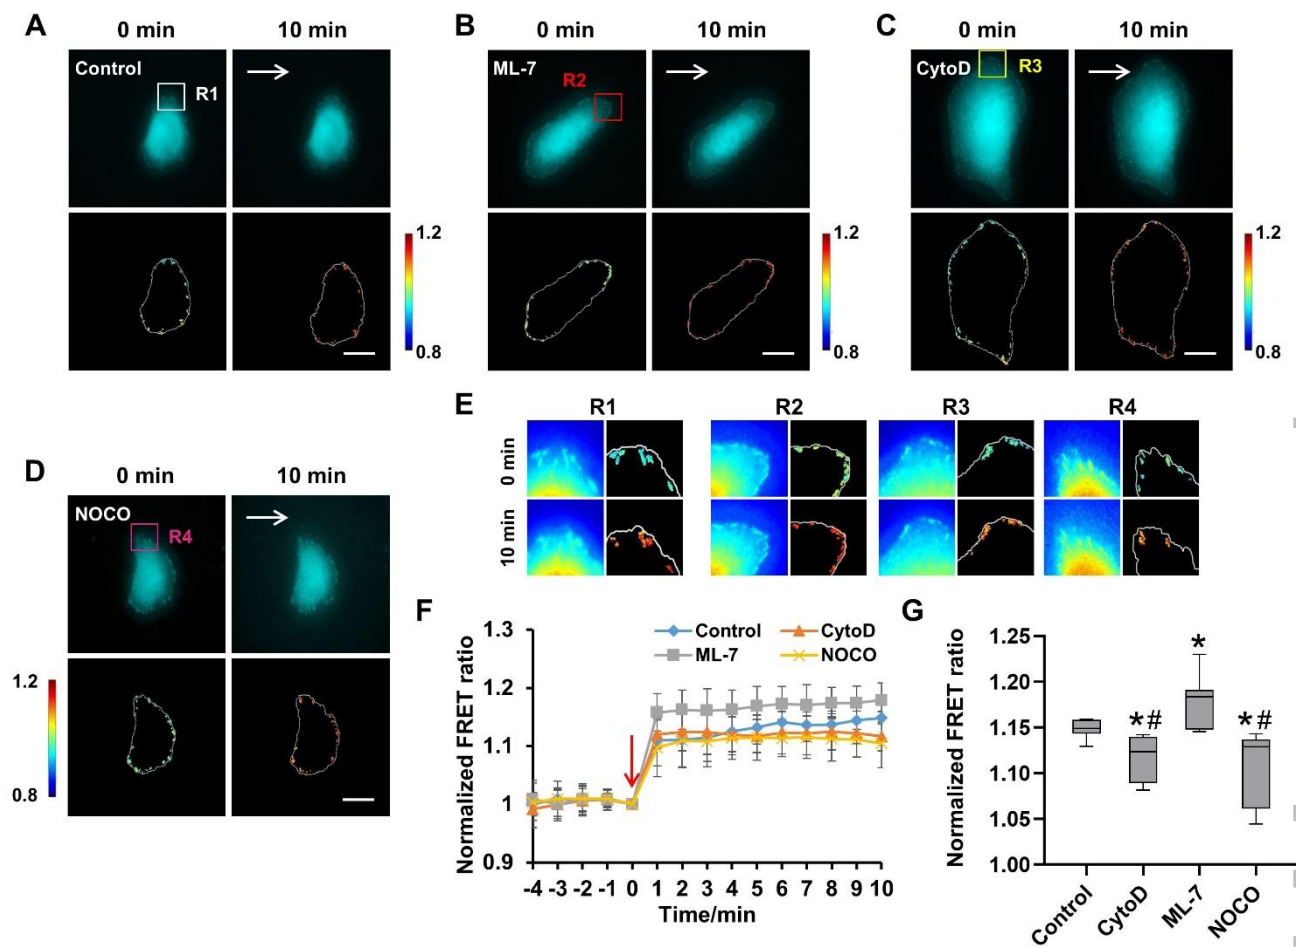 A
0 min 10 min
Control
R1
1.2
0.8
B
0 min 10 min
ML-7
R2
1.2
0.8
C
0 min 10 min
CytoD
R3
1.2
0.8
D
0 min 10 min
NOCO
R4
1.2
0.8
E
R1 R2 R3 R4
0 min
10 min
F
Normalized FRET ratio
1.3
1.2
1.1
1
0.9
Control CytoD
ML-7 NOCO
-4 -3 -2 -1 0 1 2 3 4 5 6 7 8 9 10
Time/min
G
Normalized FRET ratio
1.25
1.20
1.15
1.10
1.05
1.00
*# * *#
Control CytoD ML-7 NOCO